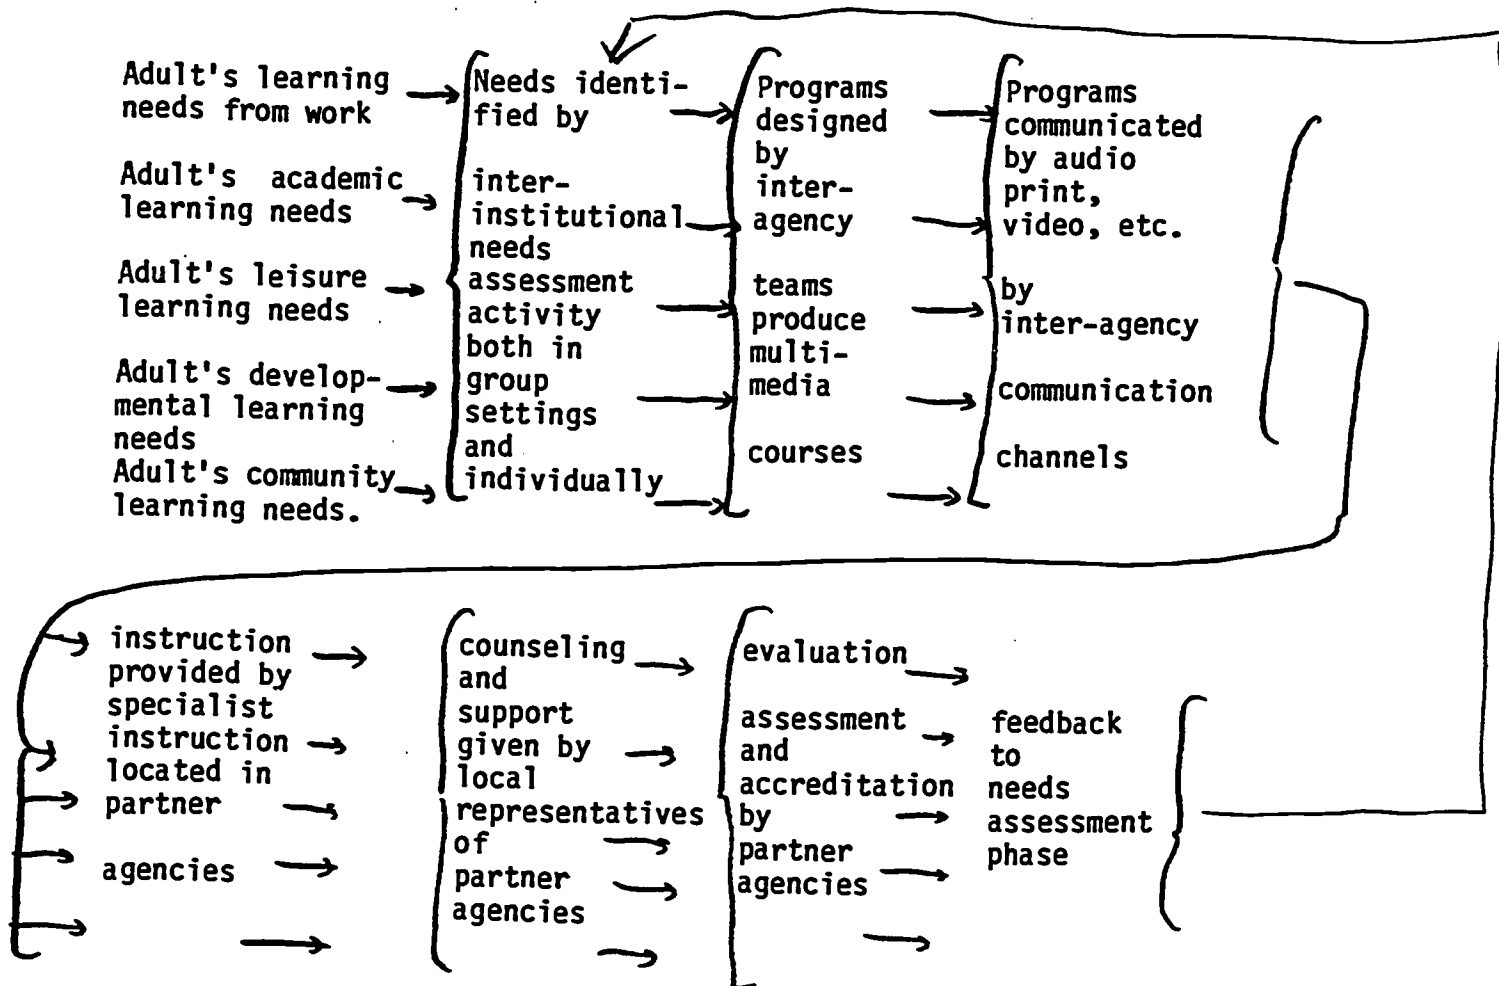 Adult's learning
needs from work
Adult's academic
learning needs
Adult's leisure
learning needs
Adult's develop-
mental learning
needs
Adult's community
learning needs.
Needs identi-
fied by
inter-
institutional
needs
assessment
activity
both in
group
settings
and
individually
Programs
designed
by
inter-
agency
teams
produce
multi-
media
courses
Programs
communicated
by audio
print,
video, etc.
by
inter-agency
communication
channels
instruction
provided by
specialist
instruction
located in
partner
agencies
counseling
and
support
given by
local
representatives
of
partner
agencies
evaluation
assessment
and
accreditation
by
partner
agencies
feedback
to
needs
assessment
phase